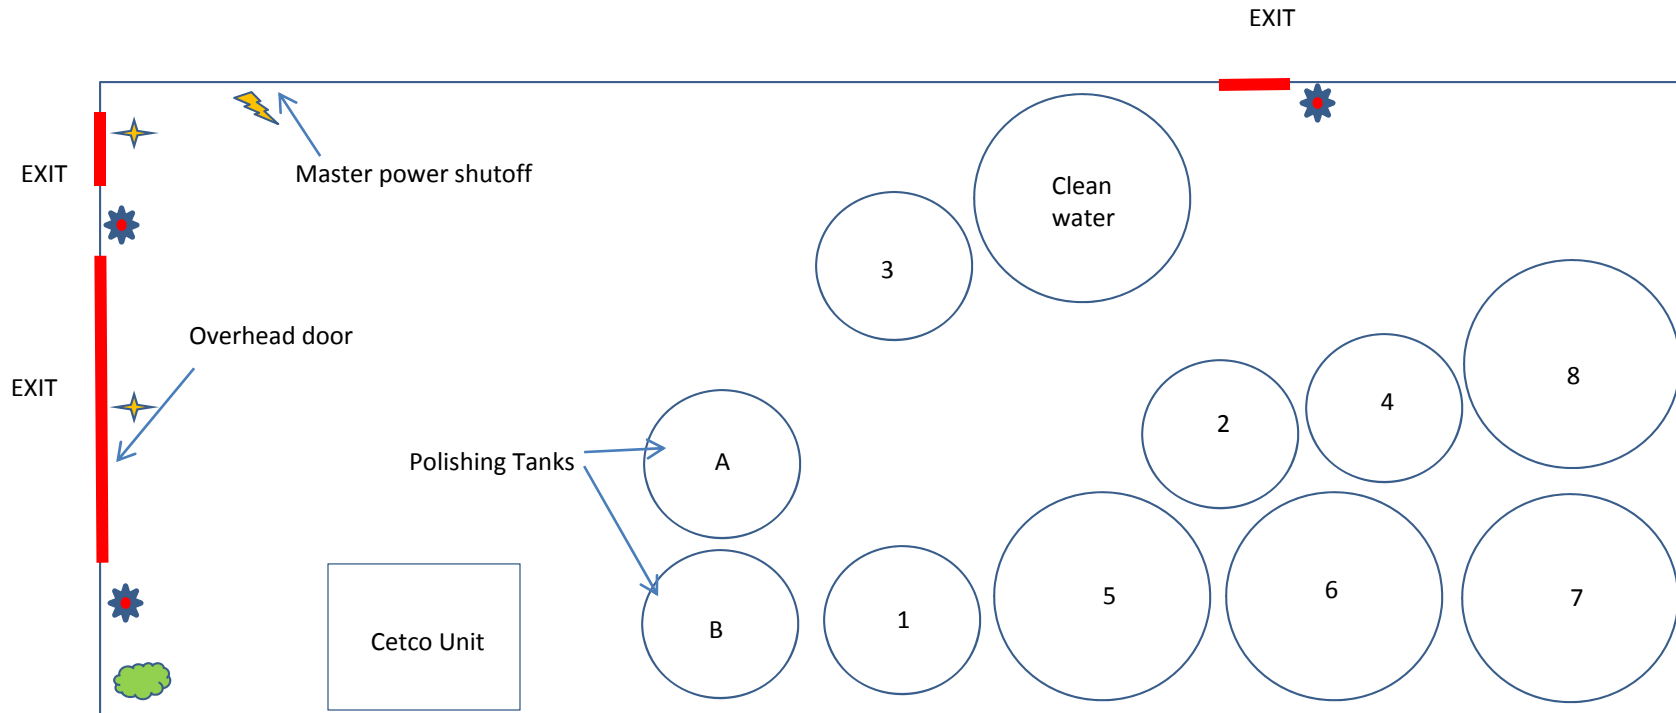 EXIT
Master power shutoff
EXIT
Clean
water
3
Overhead door
EXIT
8
4
2
Polishing Tanks
A
5
6
7
1
B
Cetco Unit